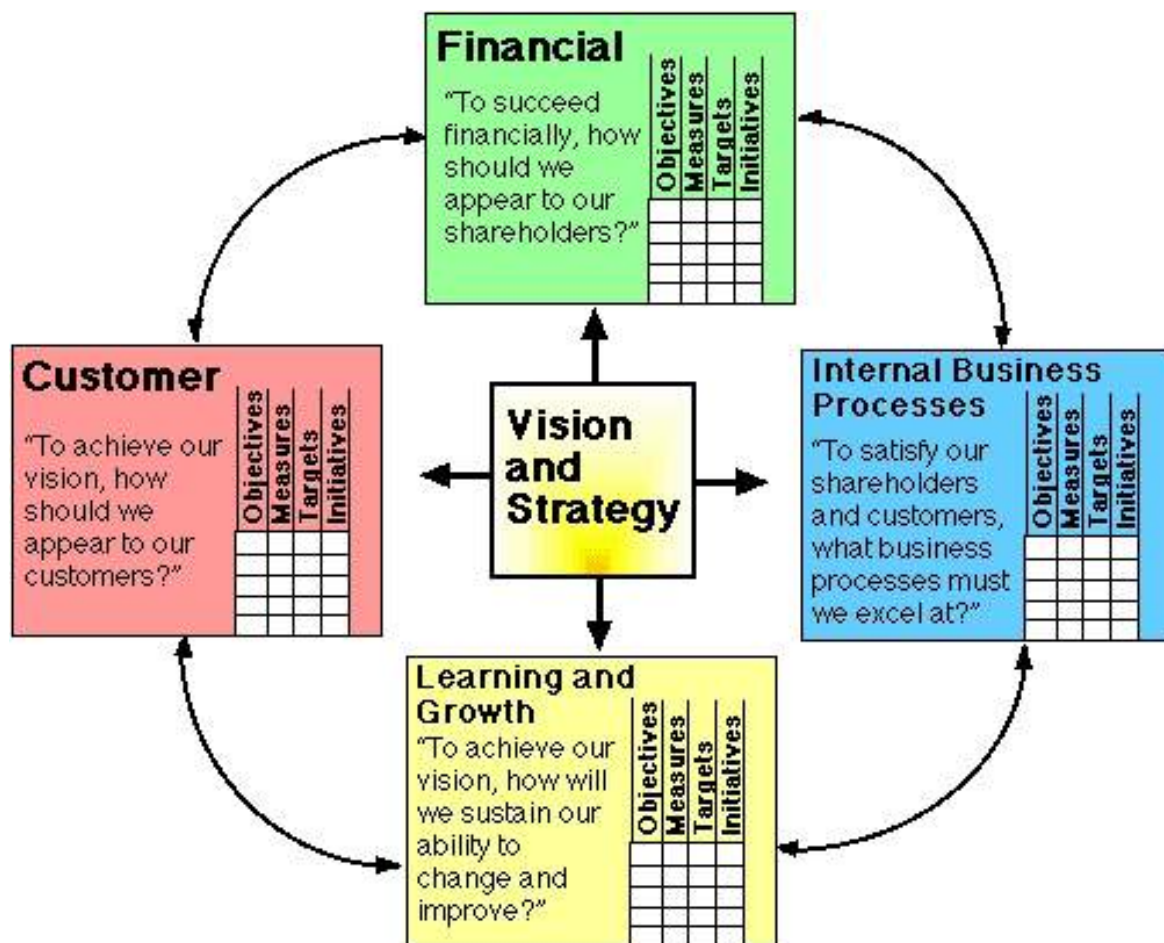 Financial
“To succeed
financially, how
should we
appear to our
shareholders?”
Objectives
Measures
Targets
Initiatives
Customer
“To achieve our
vision, how
should we
appear to our
customers?”
Objectives
Measures
Targets
Initiatives
Vision
and
Strategy
Internal Business
Processes
“To satisfy our
shareholders
and customers,
what business
processes must
we excel at?”
Objectives
Measures
Targets
Initiatives
Learning and
Growth
“To achieve our
vision, how will
we sustain our
ability to
change and
improve?”
Objectives
Measures
Targets
Initiatives